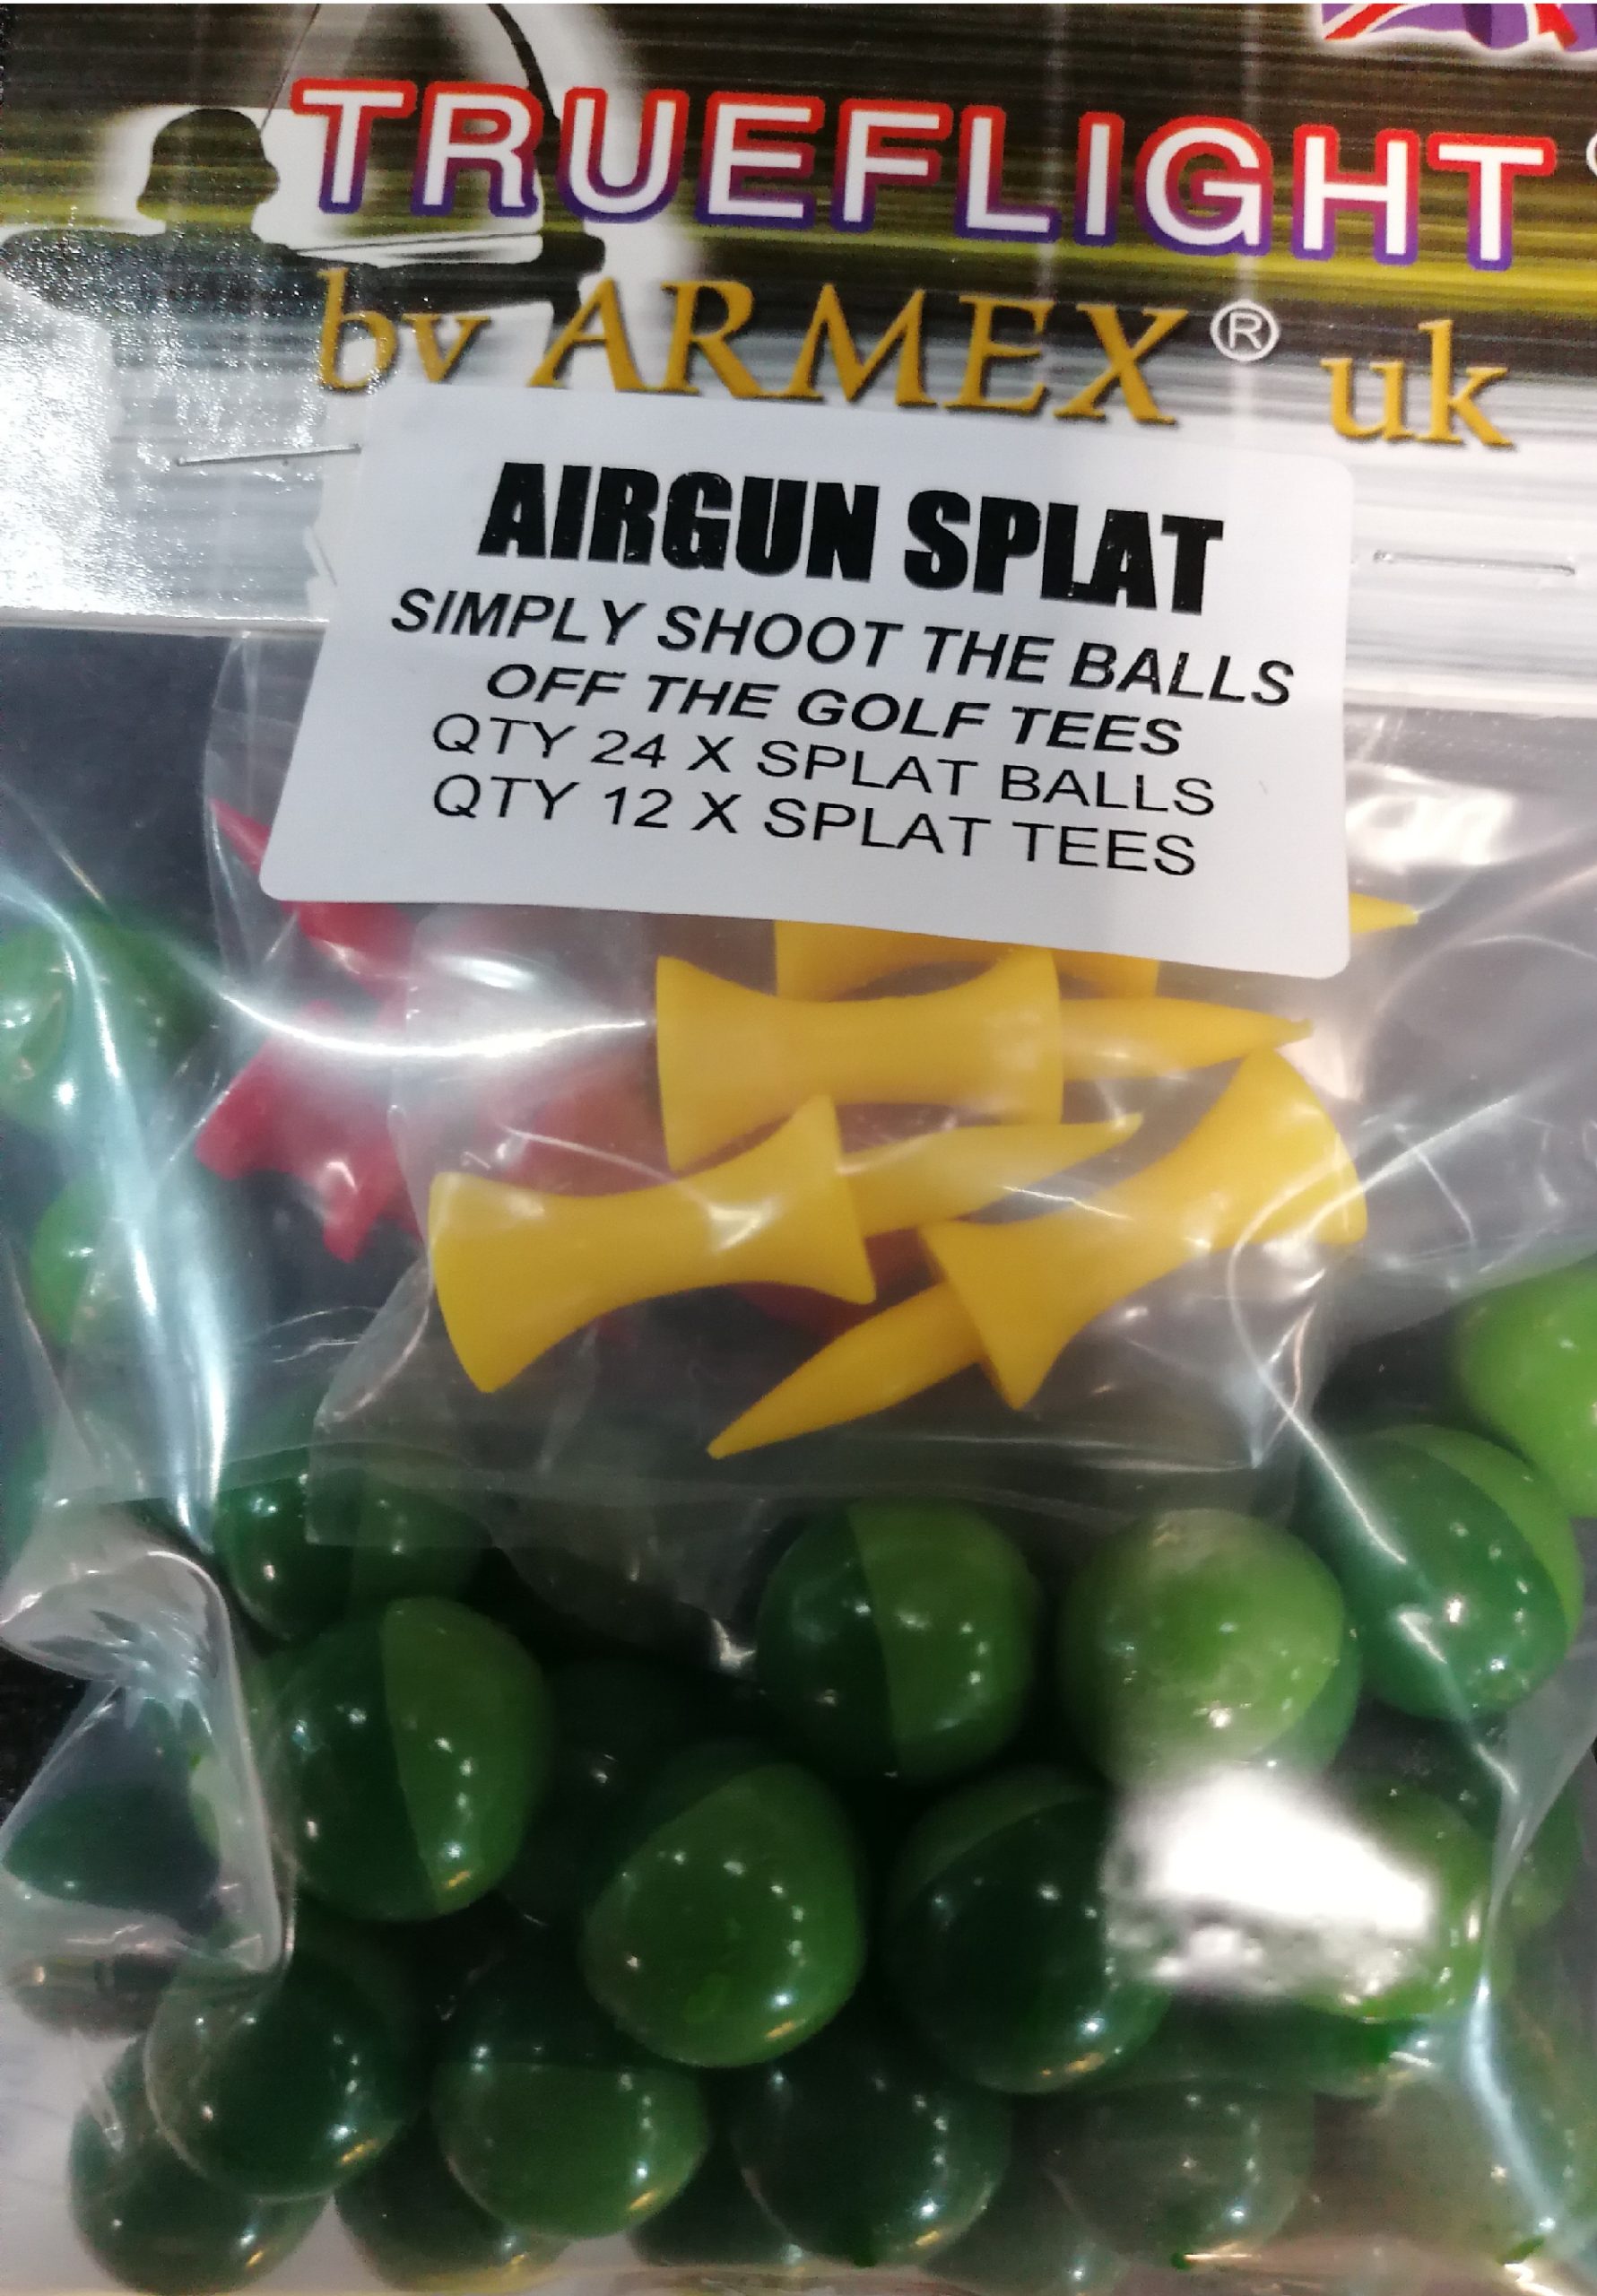 TRUEFLIGHT
by ARMEX® uk
AIRGUN SPLAT
SIMPLY SHOOT THE BALLS
OFF THE GOLF TEES
QTY 24 X SPLAT BALLS
QTY 12 X SPLAT TEES